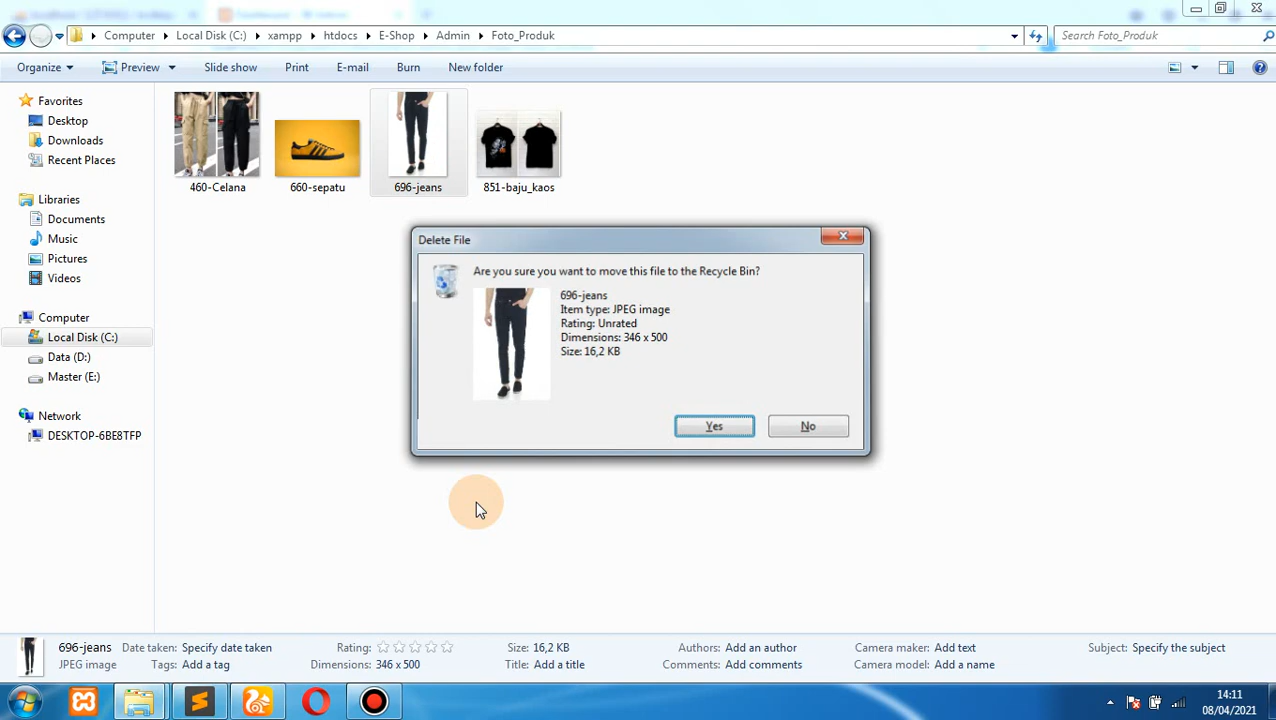 Computer Local Disk (C:) xampp htdocs E-Shop Admin Foto_Produk Search Foto_Produk
Organize Preview Slide show Print E-mail Burn New folder
Favorites
Desktop
Downloads
Recent Places
Libraries
Documents
Music
Pictures
Videos
Computer
Local Disk (C:)
Data (D:)
Master (E:)
Network
DESKTOP-6BE8TFP
460-Celana 660-sepatu 696-jeans 851-baju_kaos
Delete File
Are you sure you want to move this file to the Recycle Bin?
696-jeans
Item type: JPEG image
Rating: Unrated
Dimensions: 346 x 500
Size: 16,2 KB
Yes No
696-jeans Date taken: Specify date taken Rating: Size: 16,2 KB Authors: Add an author Camera maker: Add text Subject: Specify the subject
JPEG image Tags: Add a tag Dimensions: 346 x 500 Title: Add a title Comments: Add comments Camera model: Add a name
14:11
08/04/2021